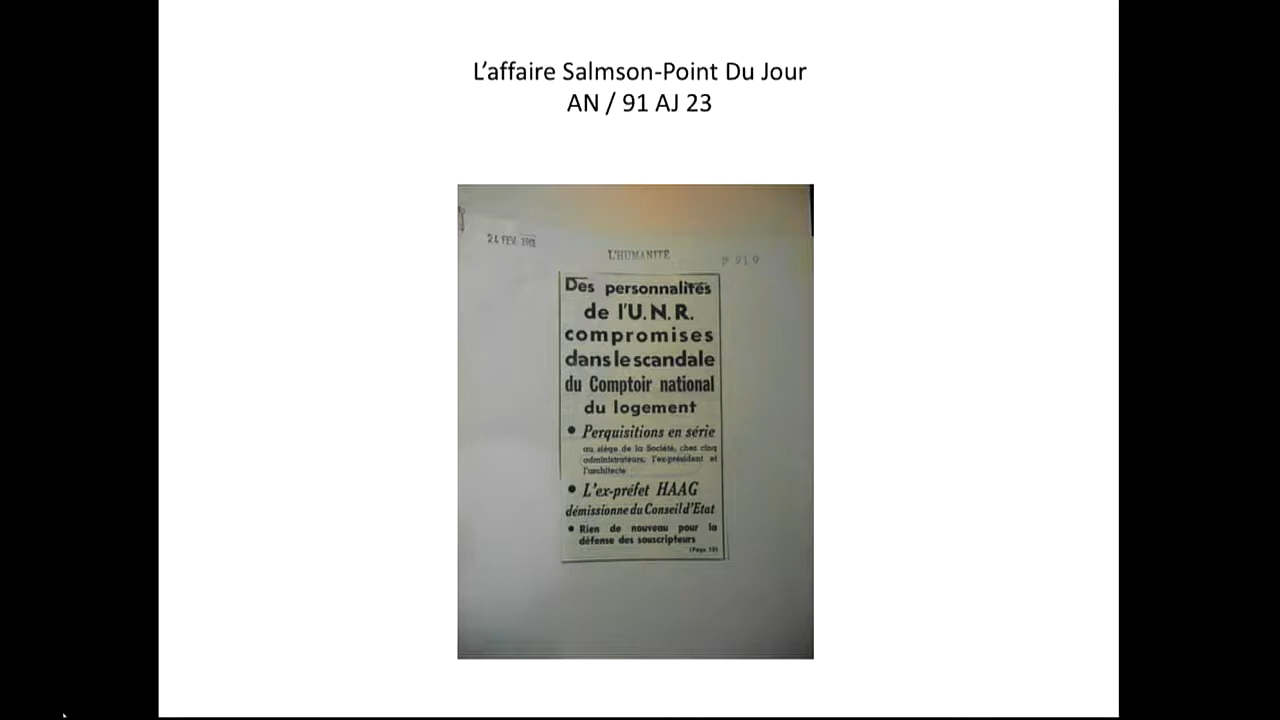 L’affaire Salmson-Point Du Jour
AN / 91 AJ 23
24 FEV.
L'HUMANITÉ
Des personnalités
de l'U.N.R.
compromises
dans le scandale
du Comptoir national
du logement
• Perquisitions en série
au siège de la Société, chez cinq
administrateurs, l'ex-président et
l'architecte
• L'ex-préfet HAAG
démissionne du Conseil d'Etat
• Rien de nouveau pour la
défense des souscripteurs